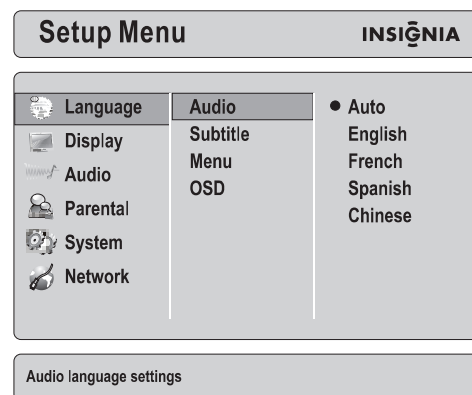 Setup Menu
INSIGNIA
Language
Display
Audio
Parental
System
Network
Audio
Subtitle
Menu
OSD
Auto
English
French
Spanish
Chinese
Audio language settings